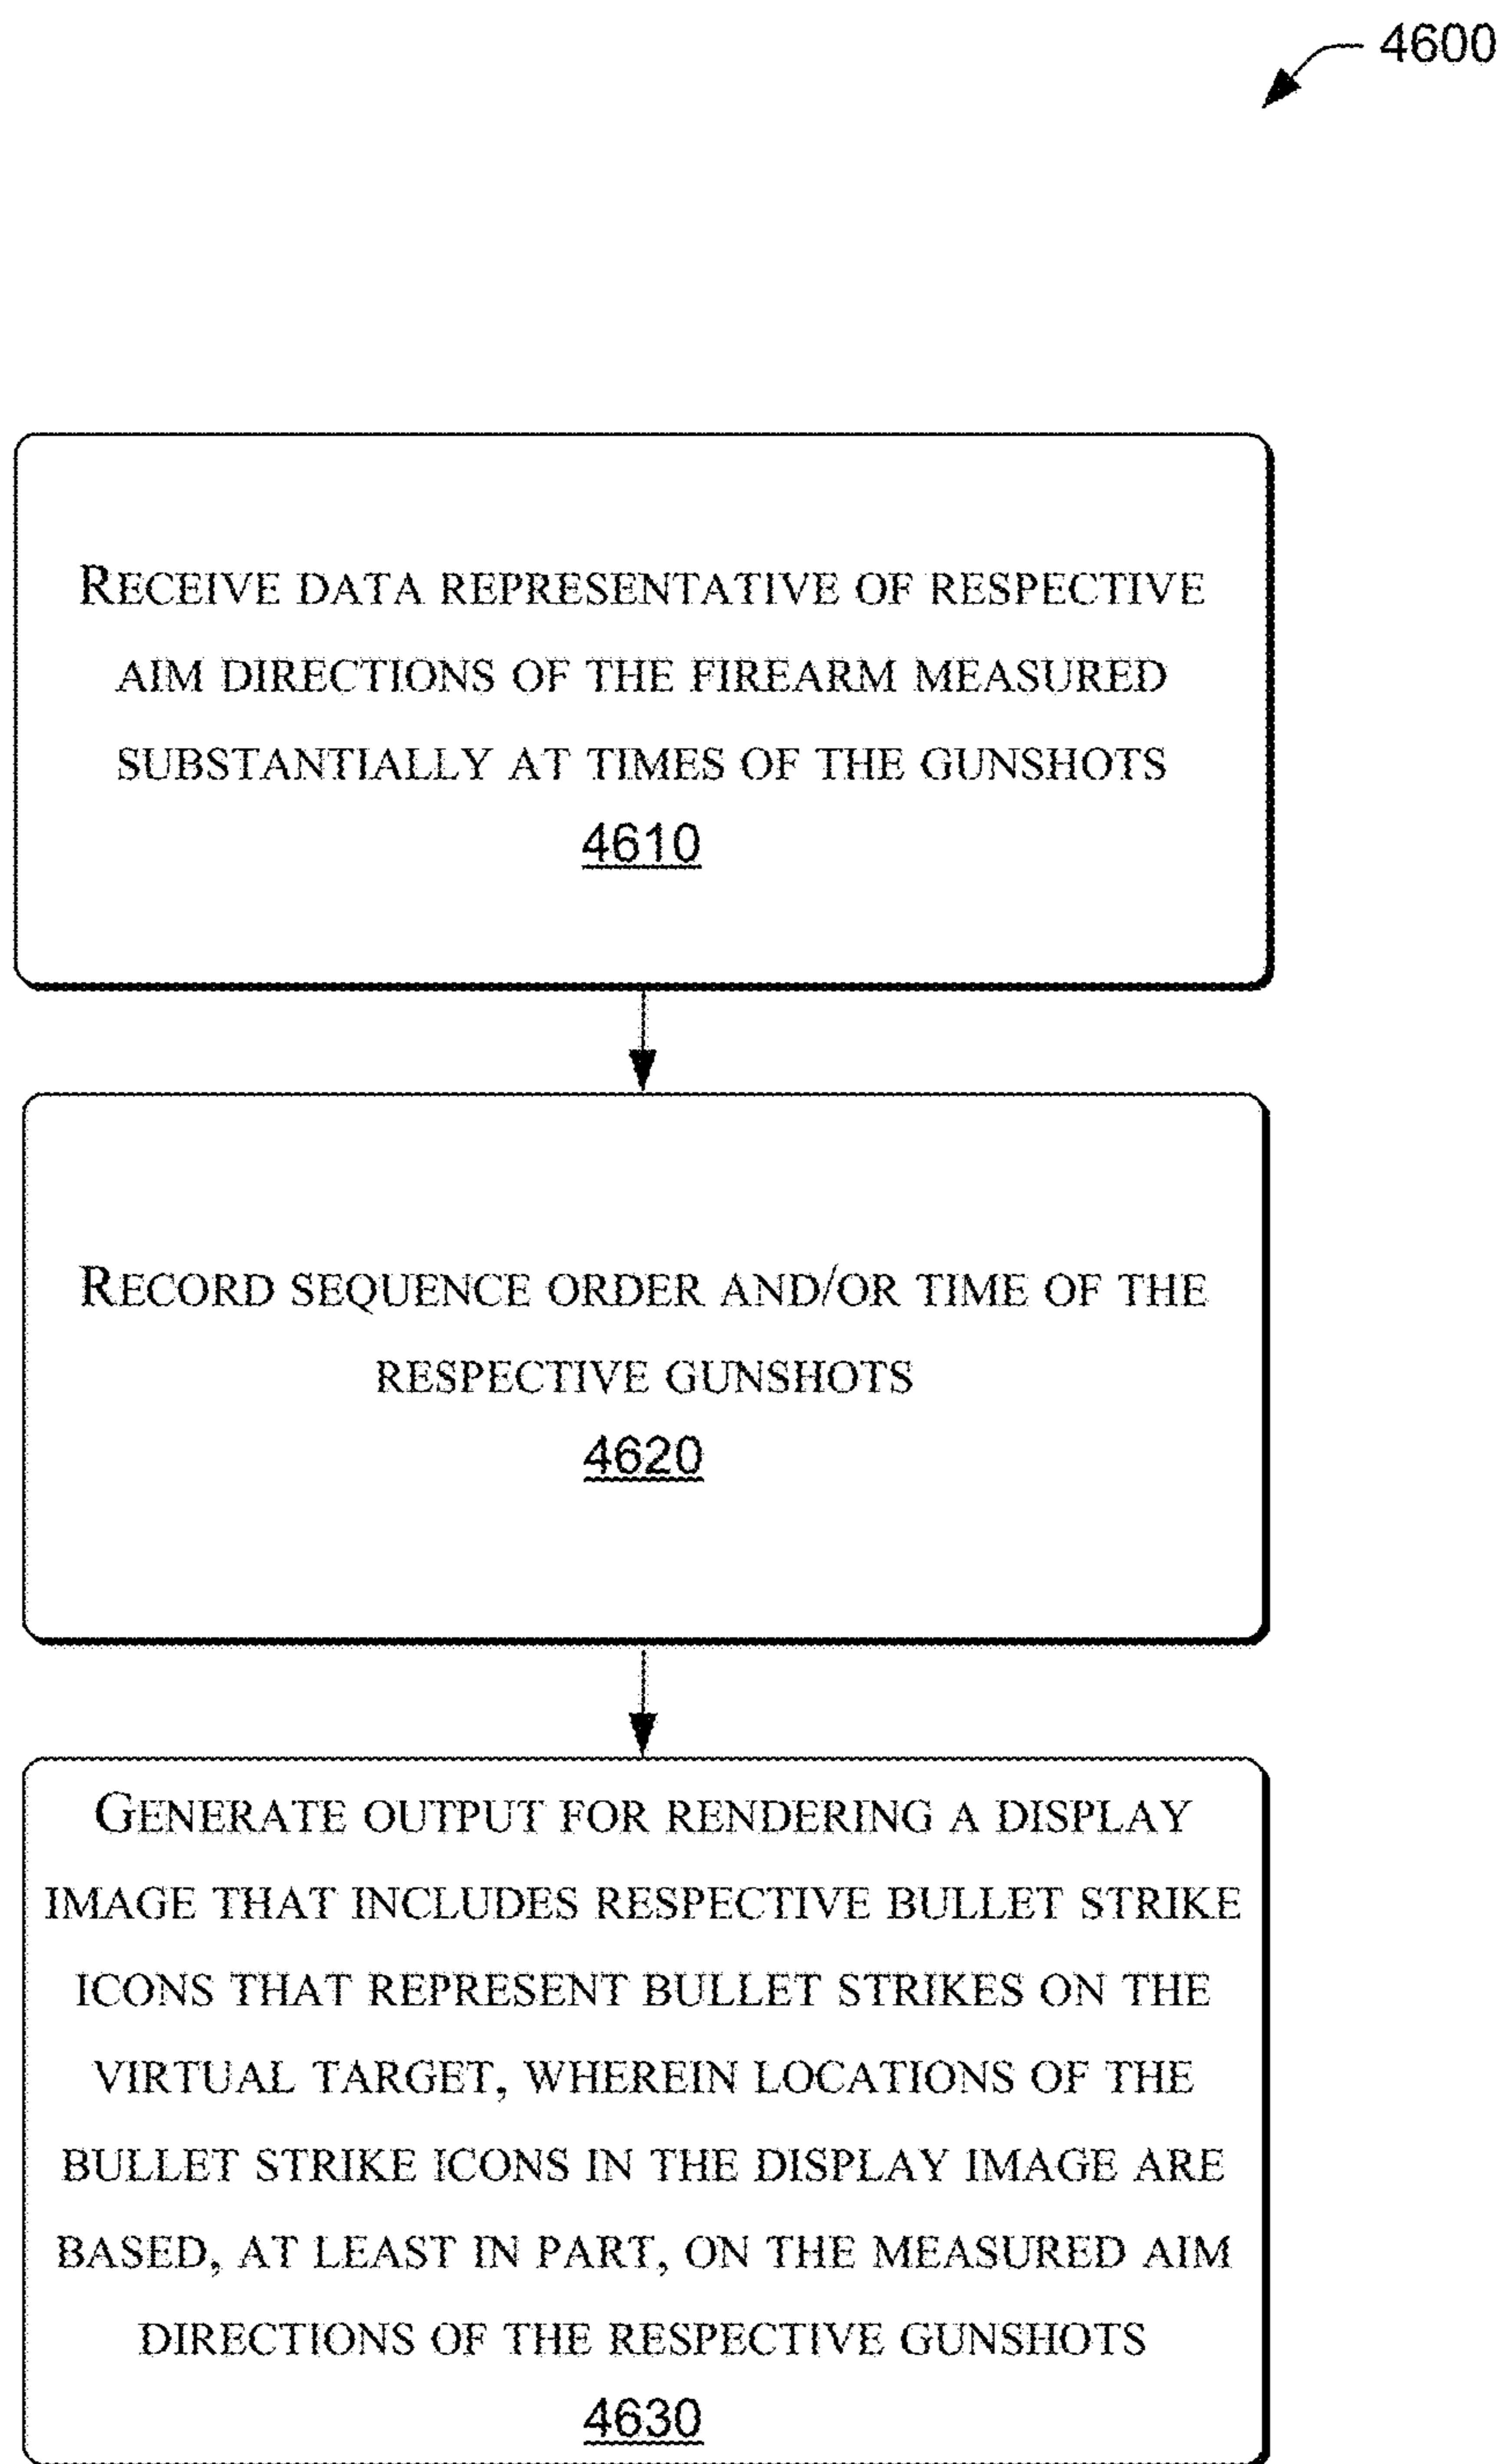 4600
RECEIVE DATA REPRESENTATIVE OF RESPECTIVE
AIM DIRECTIONS OF THE FIREARM MEASURED
SUBSTANTIALLY AT TIMES OF THE GUNSHOTS
4610
RECORD SEQUENCE ORDER AND/OR TIME OF THE
RESPECTIVE GUNSHOTS
4620
GENERATE OUTPUT FOR RENDERING A DISPLAY
IMAGE THAT INCLUDES RESPECTIVE BULLET STRIKE
ICONS THAT REPRESENT BULLET STRIKES ON THE
VIRTUAL TARGET, WHEREIN LOCATIONS OF THE
BULLET STRIKE ICONS IN THE DISPLAY IMAGE ARE
BASED, AT LEAST IN PART, ON THE MEASURED AIM
DIRECTIONS OF THE RESPECTIVE GUNSHOTS
4630